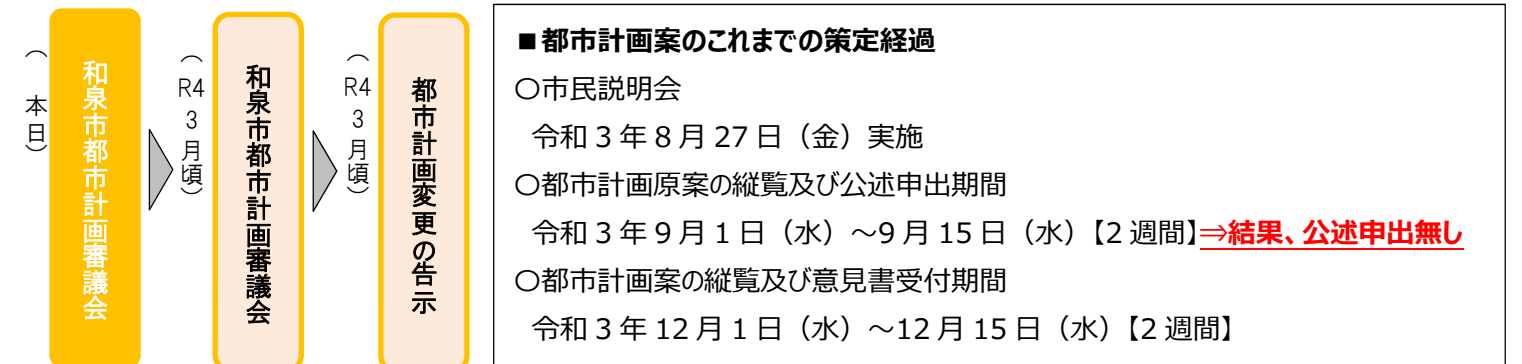 和泉市都市計画審議会
（　本日）
和泉市都市計画審議会
（R4　3月頃）
都市計画変更の告示
（R4　3月頃）
■都市計画案のこれまでの策定経過
〇市民説明会
令和３年８月27日（金）実施
〇都市計画原案の縦覧及び公述申出期間
令和３年９月１日（水）～９月15日（水）【２週間】⇒結果、公述申出無し
〇都市計画案の縦覧及び意見書受付期間
令和３年12月１日（水）～12月15日（水）【２週間】